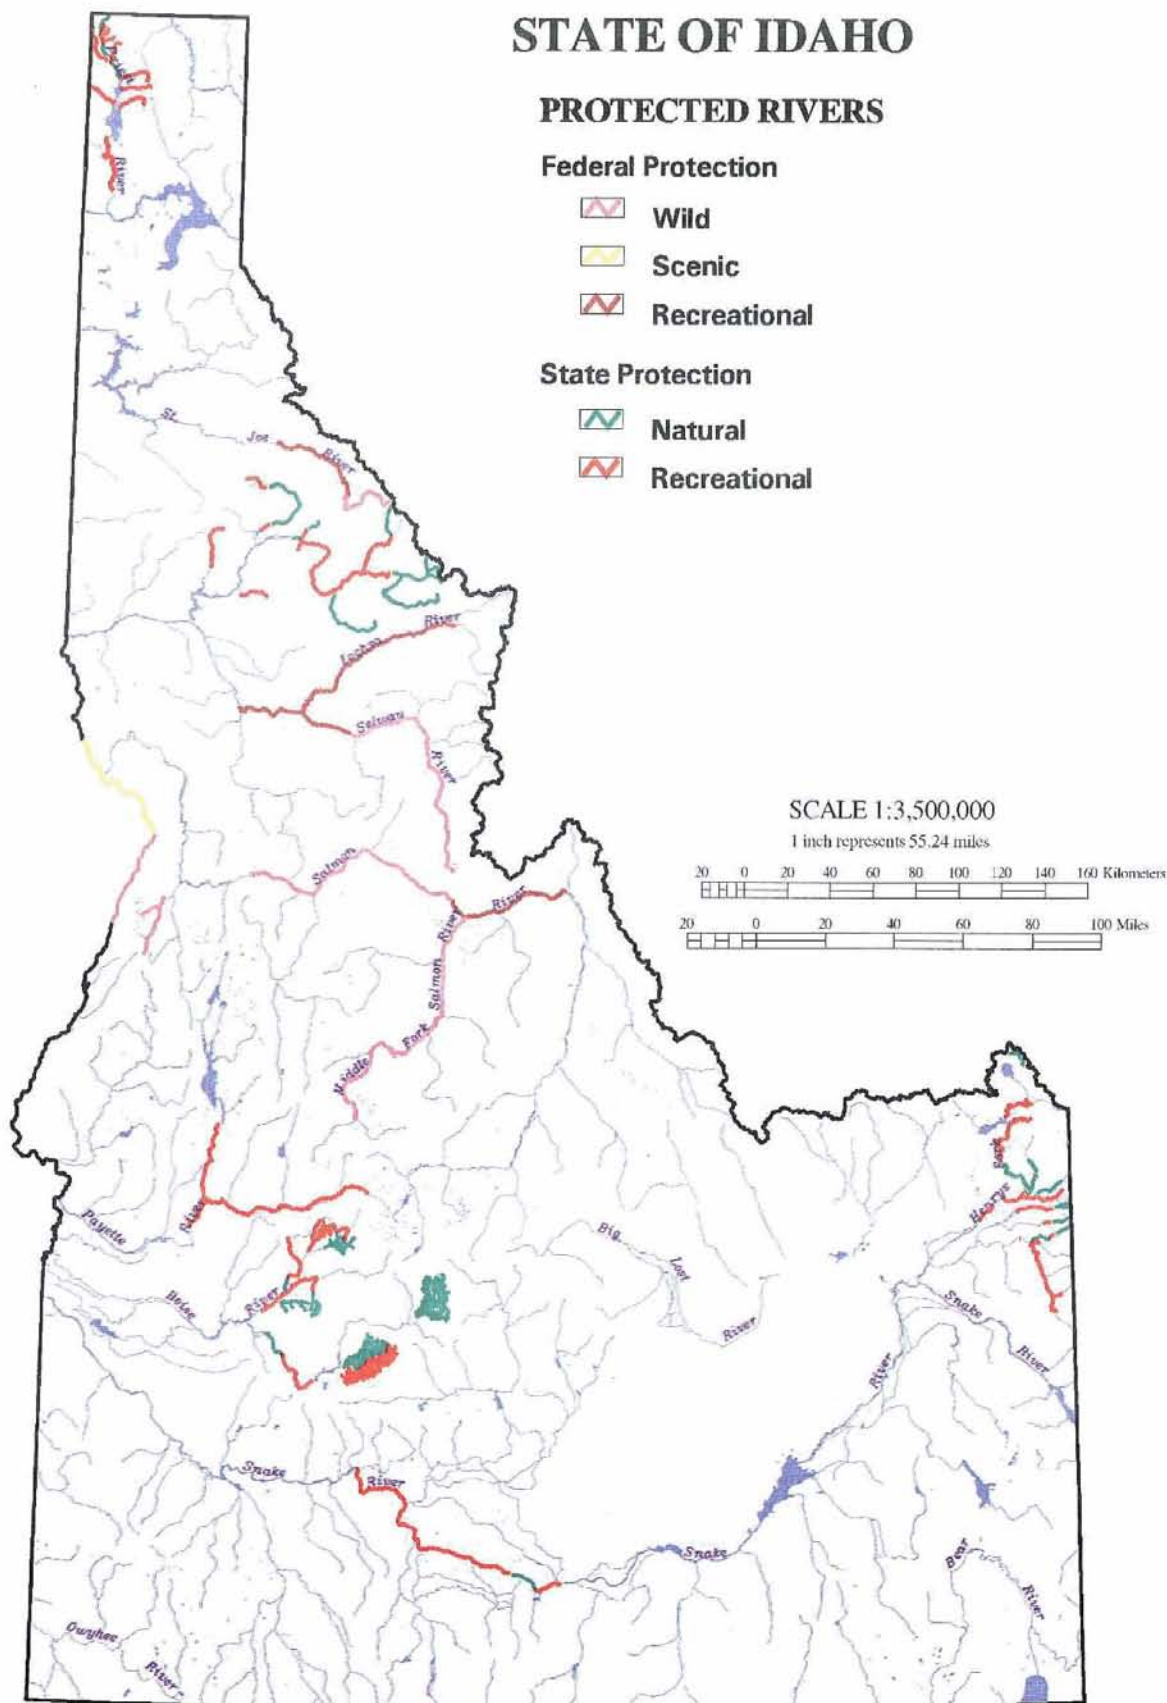 STATE OF IDAHO
PROTECTED RIVERS
Federal Protection
Wild
Scenic
Recreational
State Protection
Natural
Recreational
River
St.
Joe
River
Lochsa
River
Selway
River
SCALE 1:3,500,000
1 inch represents 55.24 miles
20 0 20 40 60 80 100 120 140 160 Kilometers
20 0 20 40 60 80 100 Miles
Salmon
River
River
Salmon
Fork
Middle
Fork
Henrys
Payette
River
Big
Lost
River
Boise
River
Snake
River
River
Snake
River
Snake
Bear
River
Owyhee
River